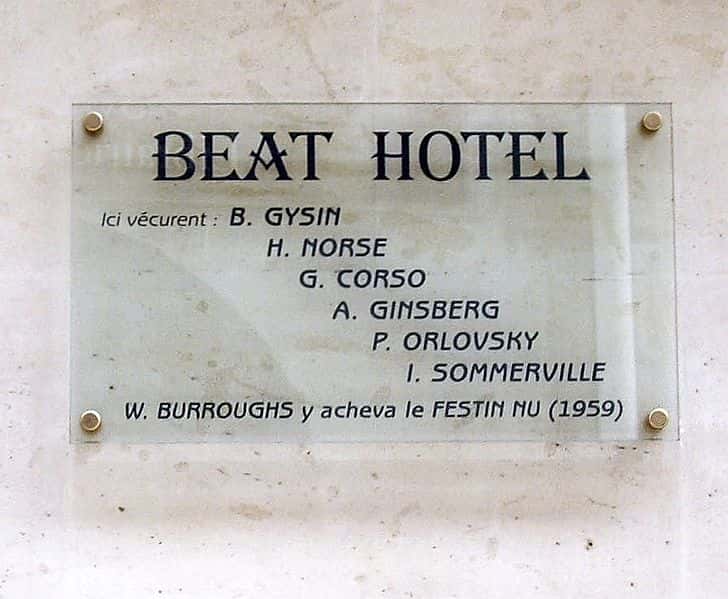 BEAT HOTEL
Ici vécurent : B. GYSIN
H. NORSE
G. CORSO
A. GINSBERG
P. ORLOVSKY
I. SOMMERVILLE
W. BURROUGHS y acheva le FESTIN NU (1959)